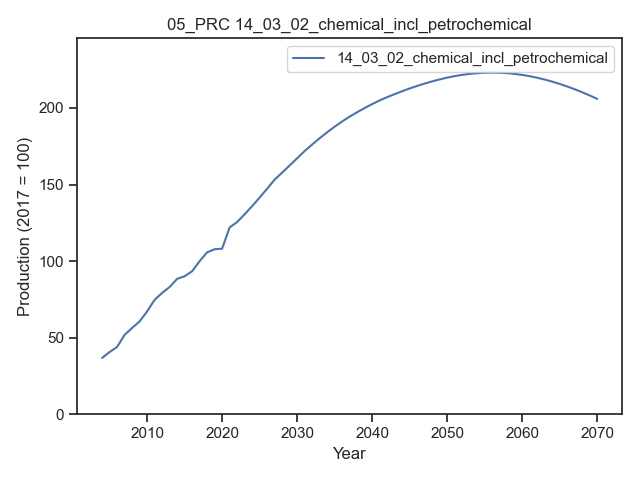 05_PRC 14_03_02_chemical_incl_petrochemical
14_03_02_chemical_incl_petrochemical
Production (2017 = 100)
200
150
100
50
0
2010 2020 2030 2040 2050 2060 2070
Year